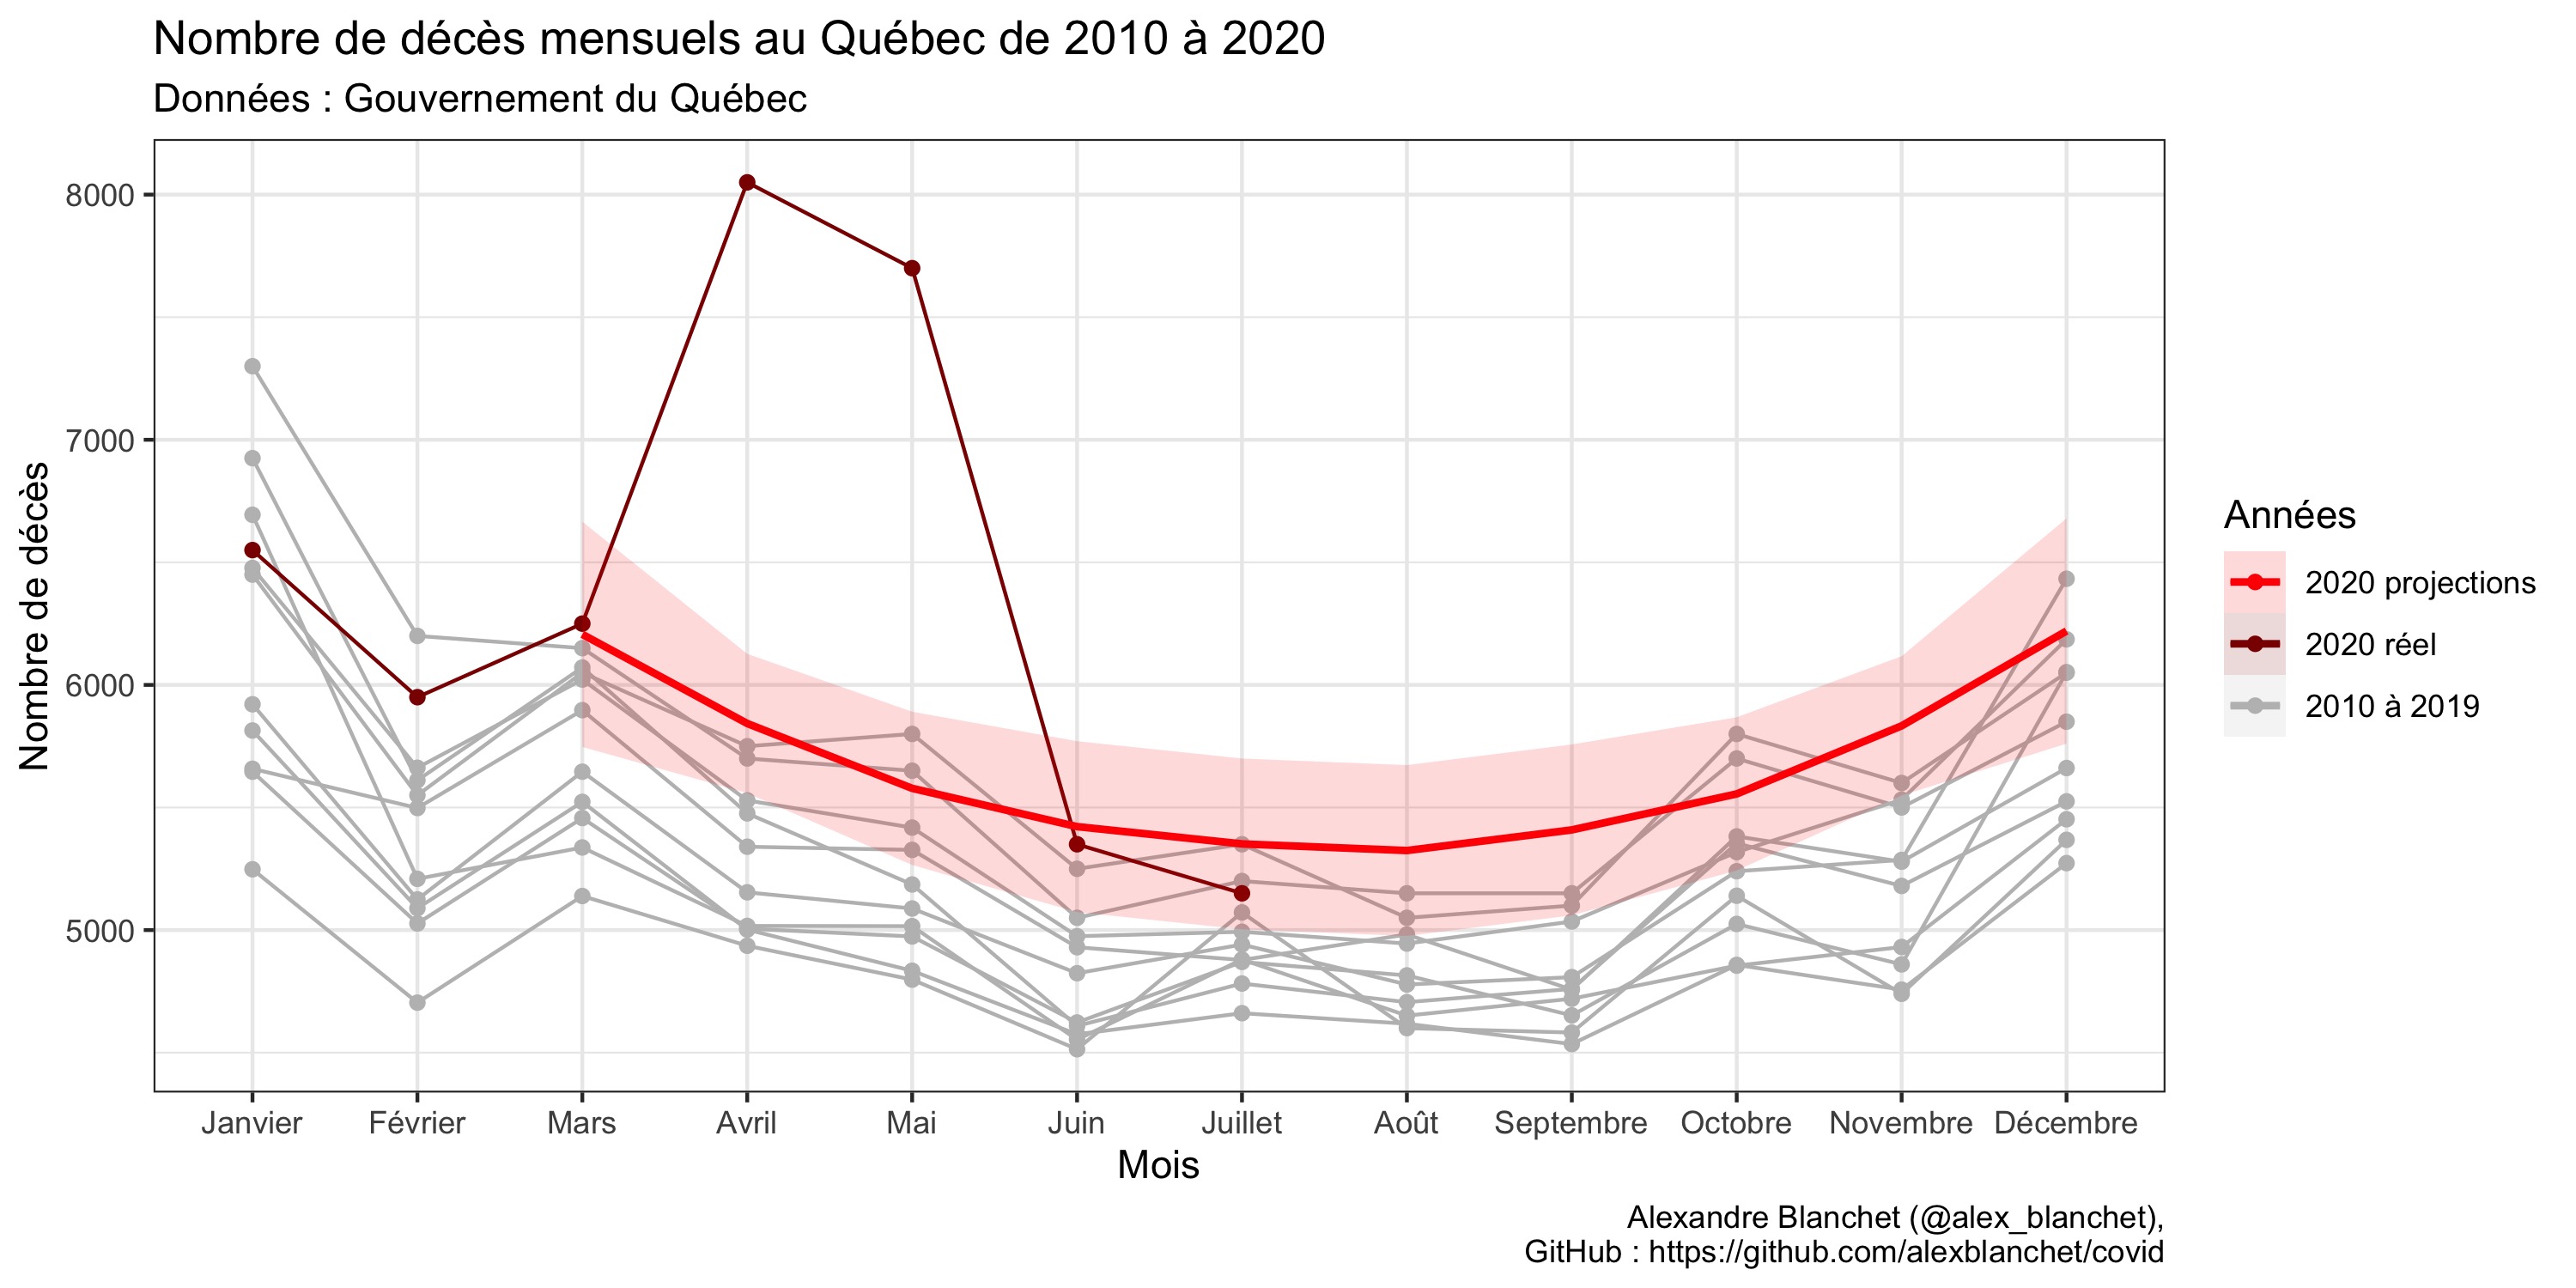 Nombre de décès mensuels au Québec de 2010 à 2020
Données : Gouvernement du Québec
Nombre de décès
8000
7000
6000
5000
Janvier Février Mars Avril Mai Juin Juillet Août Septembre Octobre Novembre Décembre
Mois
Années
2020 projections
2020 réel
2010 à 2019
Alexandre Blanchet (@alex_blanchet),
GitHub : https://github.com/alexblanchet/covid